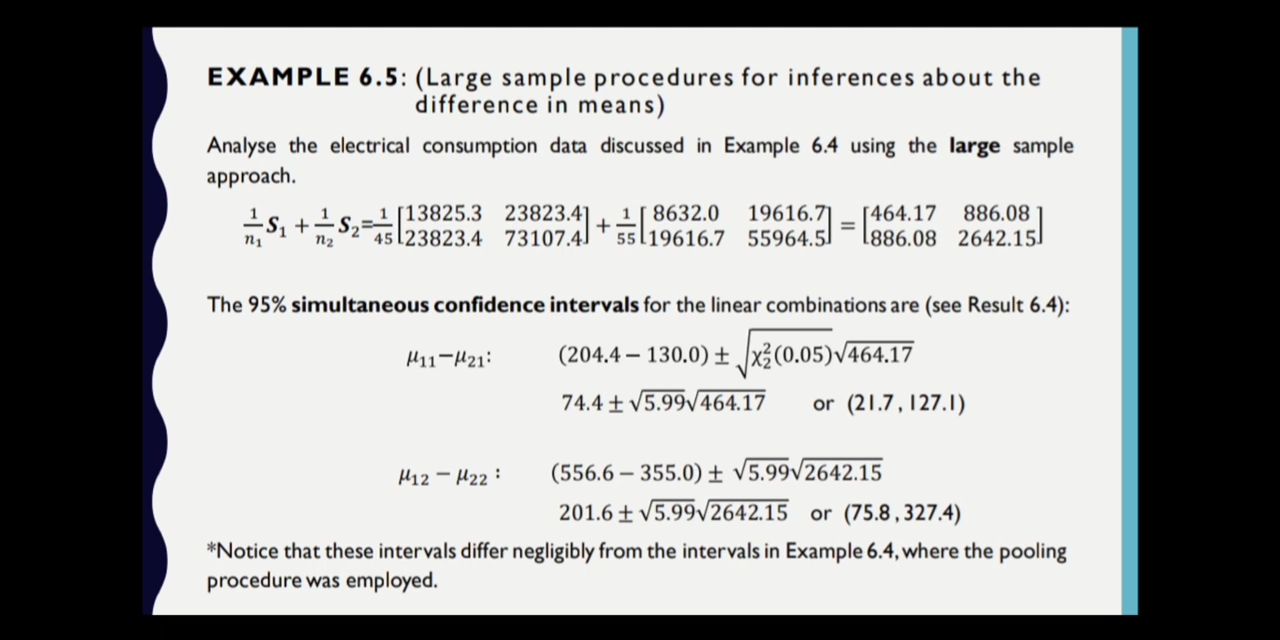 EXAMPLE 6.5: (Large sample procedures for inferences about the
difference in means)
Analyse the electrical consumption data discussed in Example 6.4 using the large sample
approach.
1/n₁ S₁ + 1/n₂ S₂= 1/45 [13825.3 23823.4; 23823.4 73107.4] + 1/55 [8632.0 19616.7; 19616.7 55964.5] = [464.17 886.08; 886.08 2642.15]
The 95% simultaneous confidence intervals for the linear combinations are (see Result 6.4):
μ₁₁−μ₂₁: (204.4 − 130.0) ± √χ₂²(0.05)√464.17
74.4 ± √5.99√464.17 or (21.7, 127.1)
μ₁₂ − μ₂₂ : (556.6 − 355.0) ± √5.99√2642.15
201.6 ± √5.99√2642.15 or (75.8, 327.4)
*Notice that these intervals differ negligibly from the intervals in Example 6.4, where the pooling
procedure was employed.